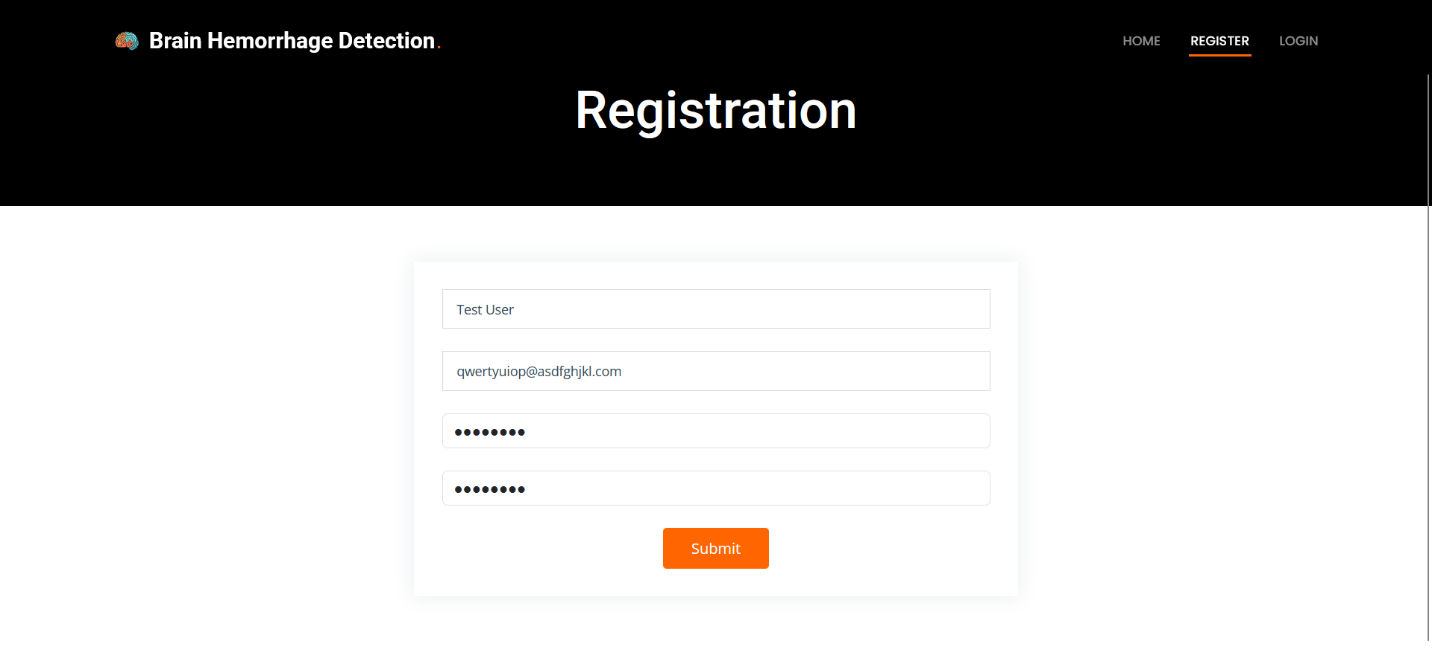 Brain Hemorrhage Detection.
HOME REGISTER LOGIN
Registration
Test User
qwertyuiop@asdfghjkl.com
●●●●●●●●
●●●●●●●●
Submit